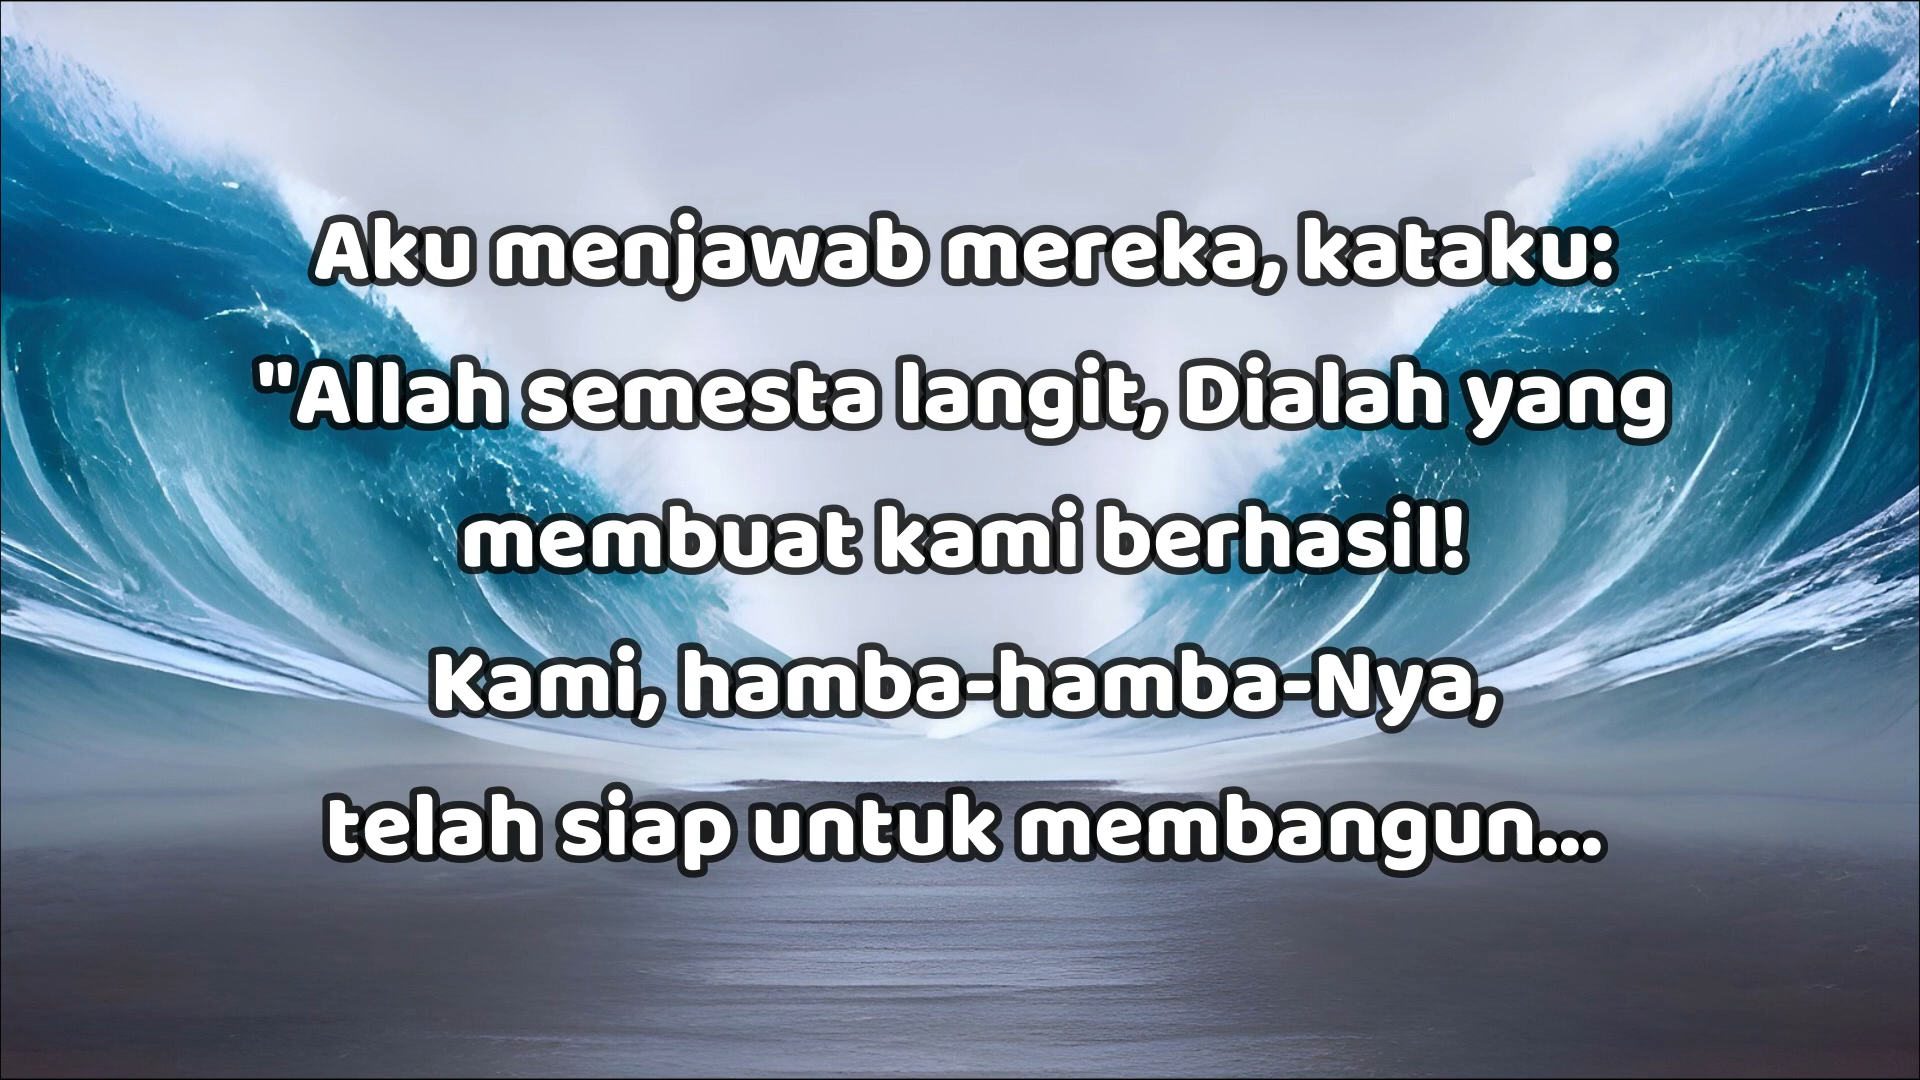 Aku menjawab mereka, kataku:
"Allah semesta langit, Dialah yang
membuat kami berhasil!
Kami, hamba-hamba-Nya,
telah siap untuk membangun...